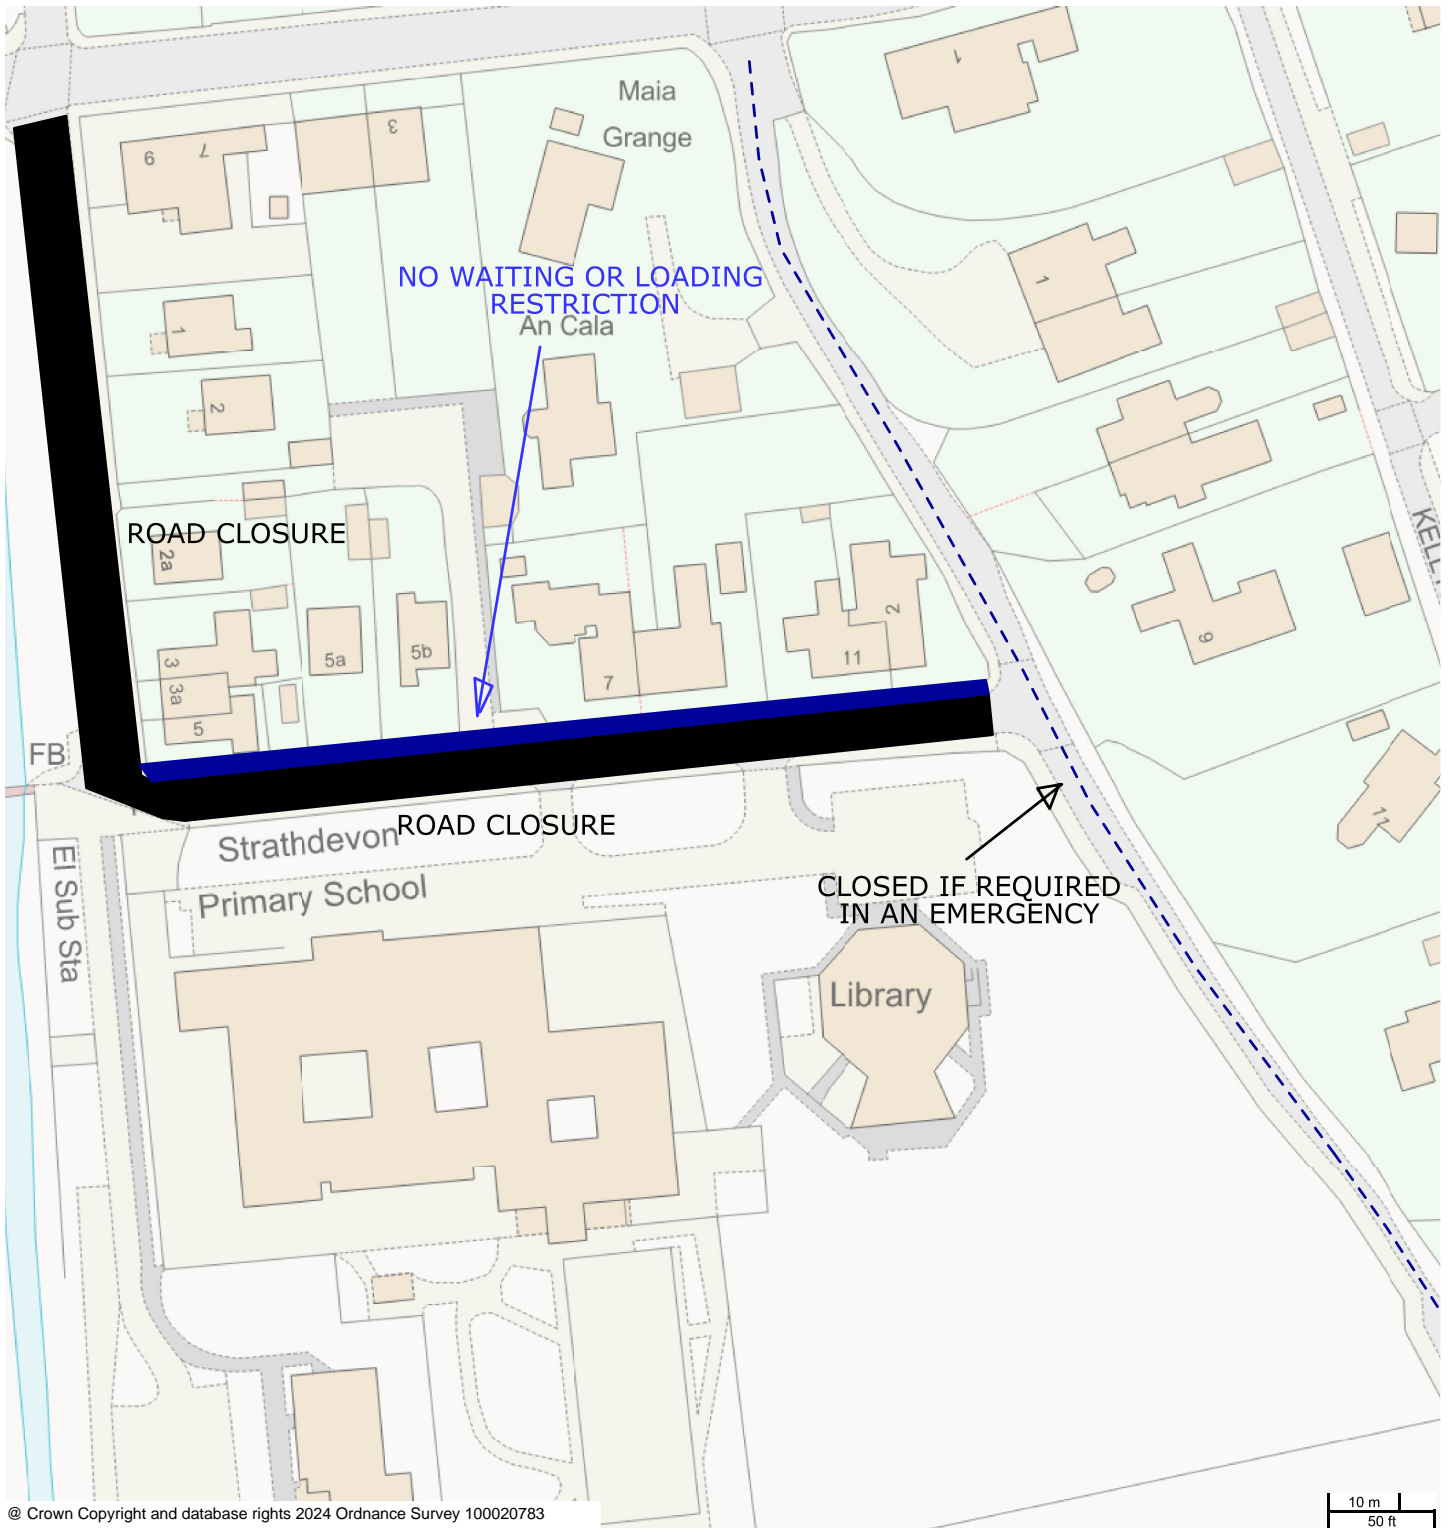 Maia
Grange
1
3
7
6
NO WAITING OR LOADING
RESTRICTION
An Cala
1
1
2
ROAD CLOSURE
2a
KELL
9
2
11
5b
5a
3
7
3a
5
FB
11
ROAD CLOSURE
Strathdevon
Primary School
El Sub Sta
CLOSED IF REQUIRED
IN AN EMERGENCY
Library
@ Crown Copyright and database rights 2024 Ordnance Survey 100020783
10 m
50 ft